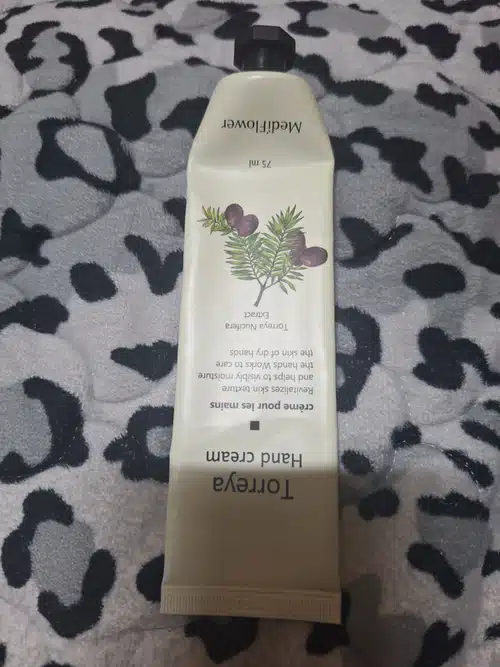 Torreya
Hand cream
crème pour les mains
Revitalizes skin texture
and helps to visibly moisture
the hands Works to care
the skin of dry hands
Torreya Nucifera
Extract
75 ml
MediFlower